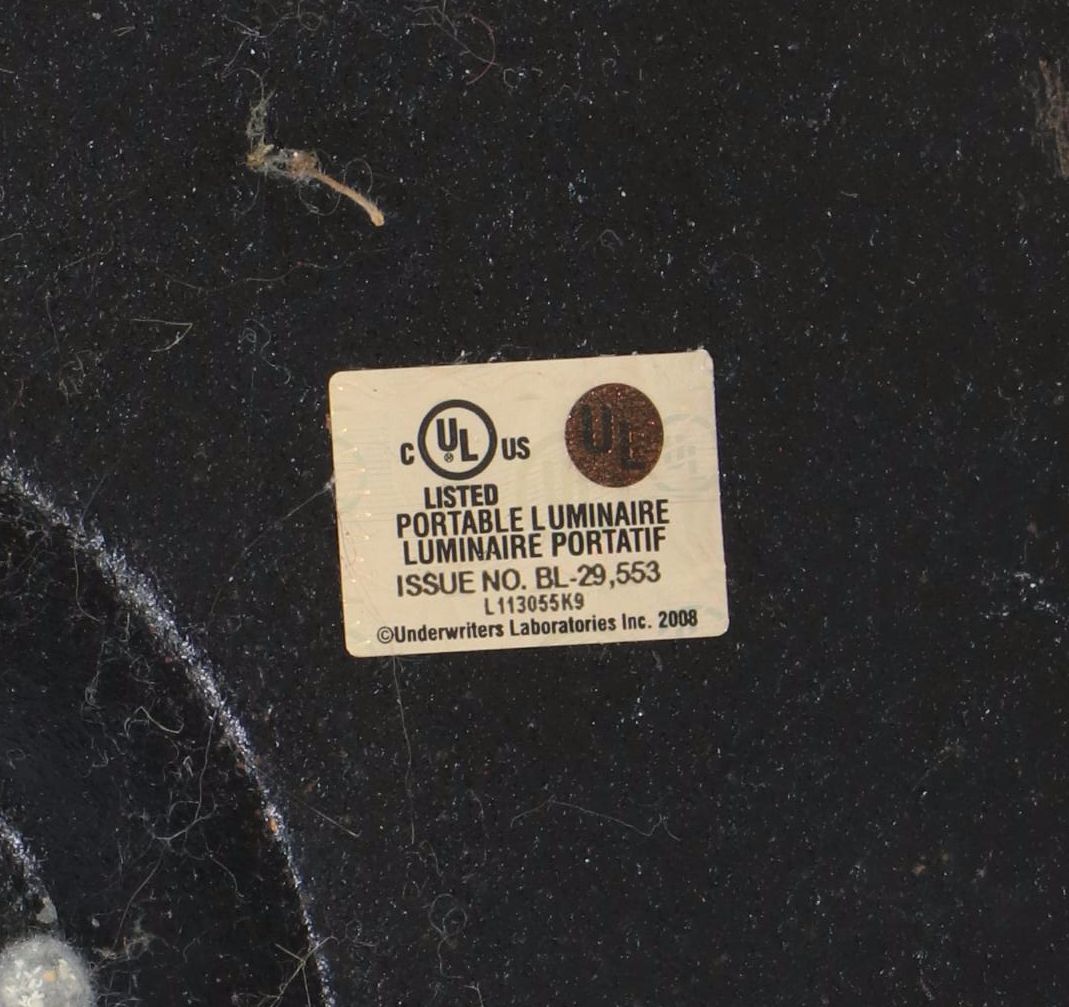 C UL® US UL
LISTED
PORTABLE LUMINAIRE
LUMINAIRE PORTATIF
ISSUE NO. BL-29,553
L113055K9
©Underwriters Laboratories Inc. 2008